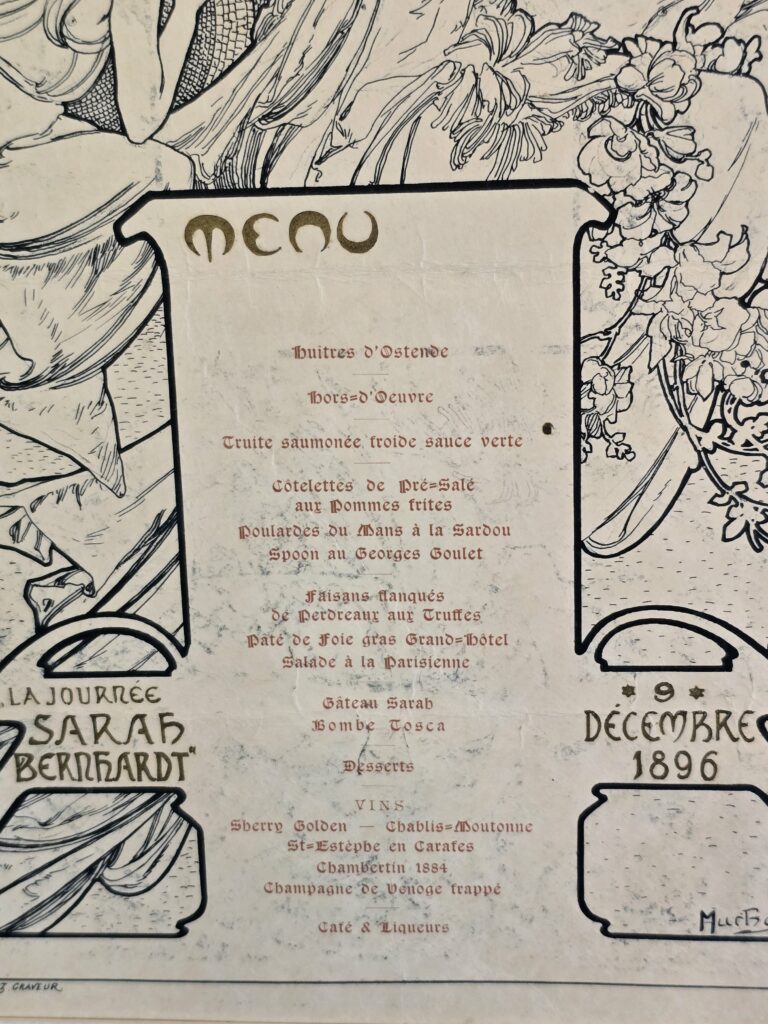 MENU
Huitres d'Ostende
Hors-d'Oeuvre
Truite saumonée froide sauce verte
Côtelettes de Pré-Salé
aux Pommes frites
Poulardes du Mans à la Sardou
Spoon au Georges Goulet
Faisans flanqués
de Perdreaux aux Truffes
Pâté de Foie gras Grand-Hôtel
Salade à la Parisienne
Gâteau Sarah
Bombe Tosca
Desserts
VINS
Sherry Golden — Chablis-Moutonne
St-Estèphe en Carafes
Chambertin 1884
Champagne de Venoge frappé
Café & Liqueurs
LA JOURNÉE
SARAH
BERNHARDT"
* 9 *
DÉCEMBRE
1896
Mucha
GRAVEUR